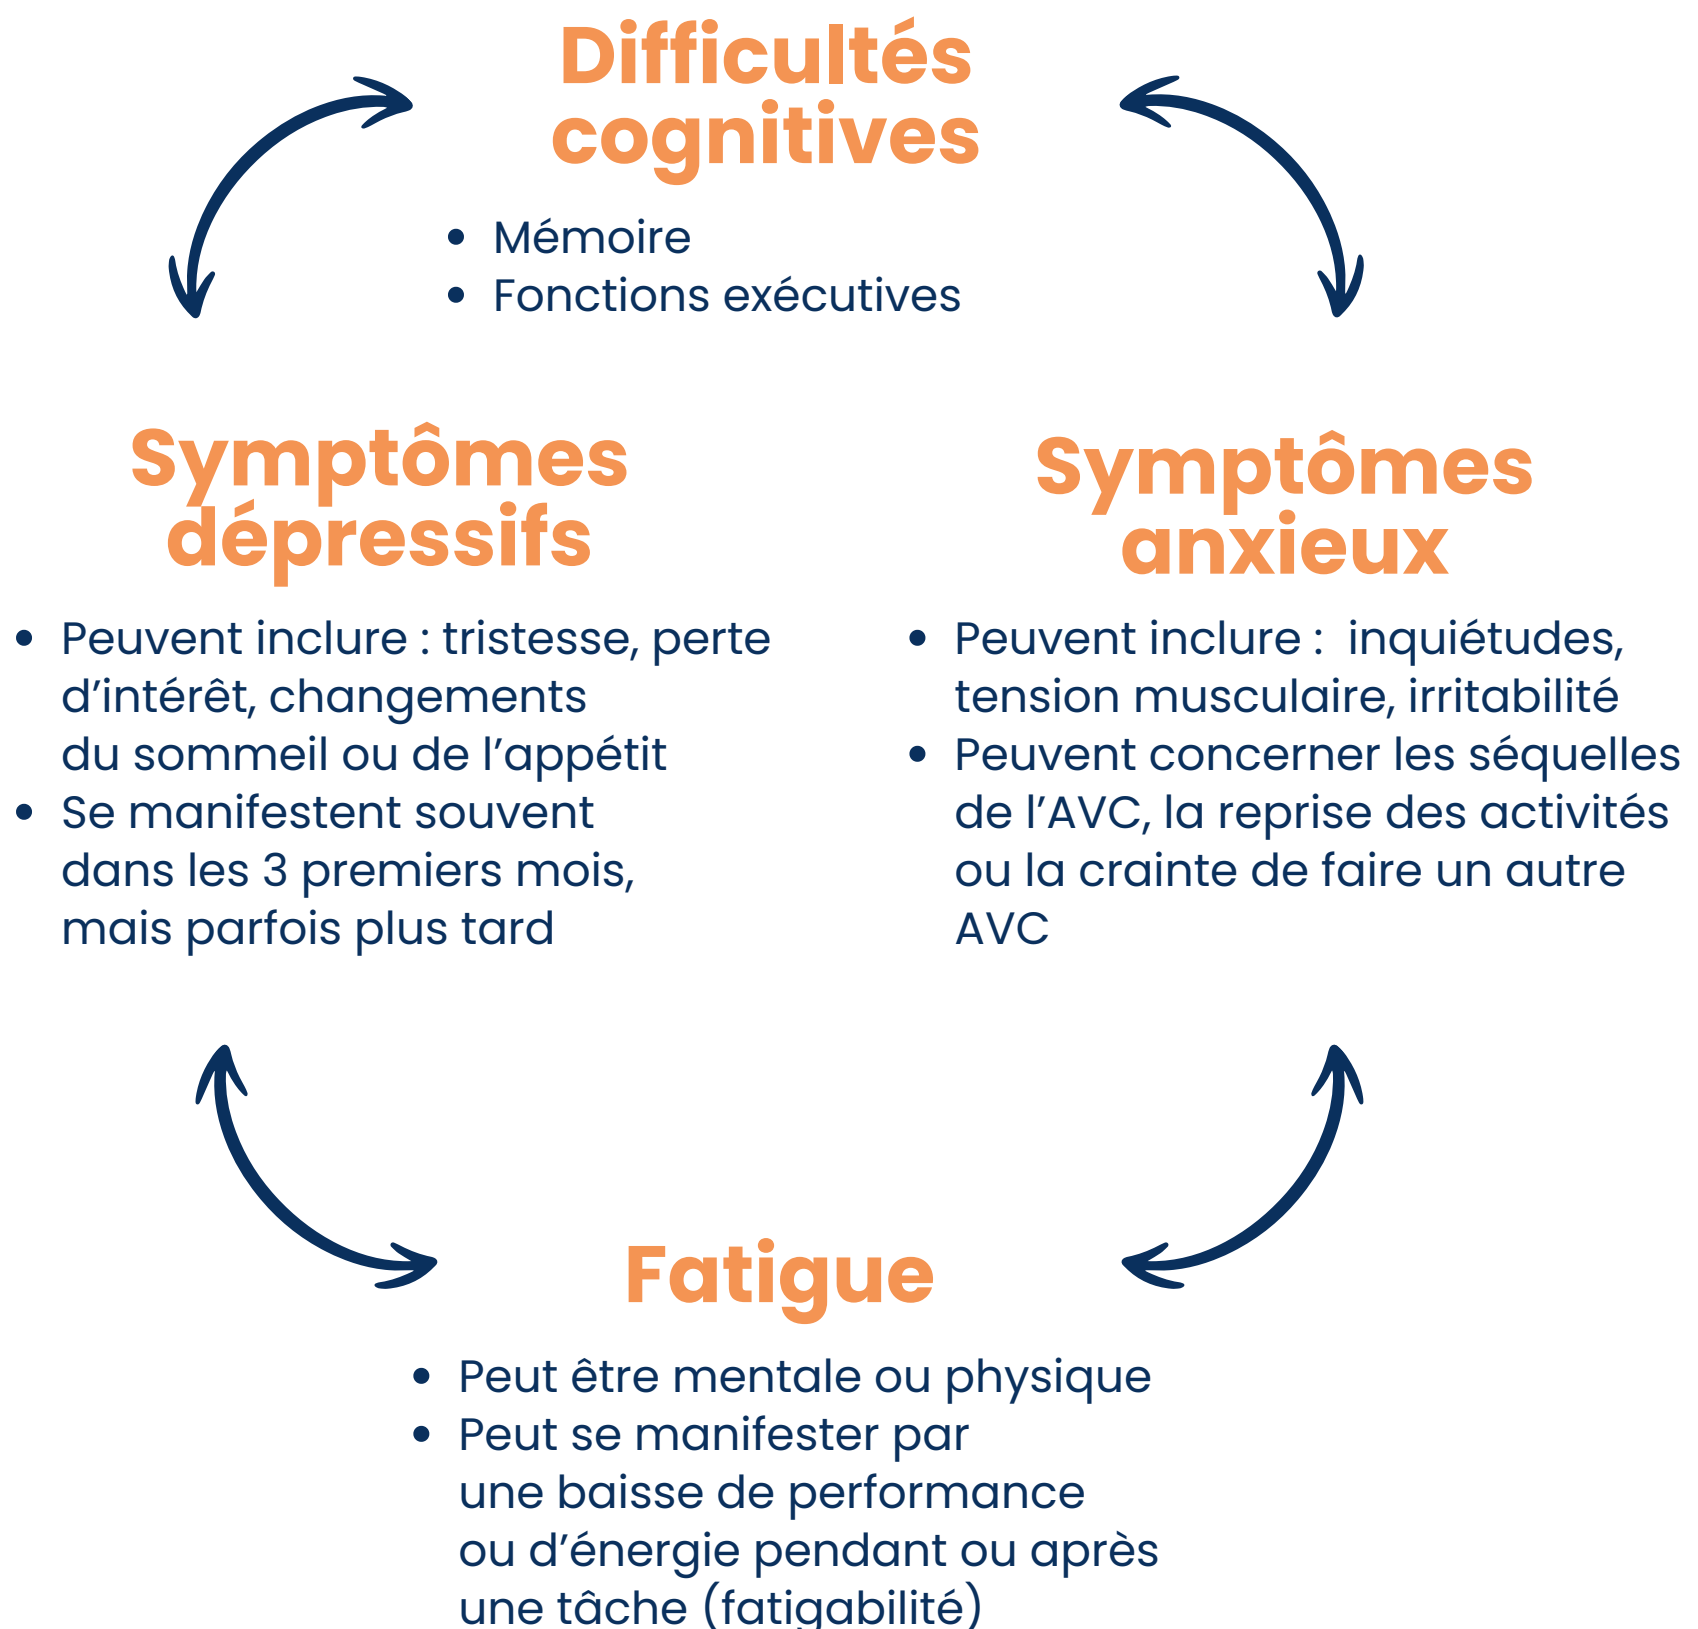 Difficultés
cognitives
• Mémoire
• Fonctions exécutives
Symptômes
dépressifs
• Peuvent inclure : tristesse, perte
d’intérêt, changements
du sommeil ou de l’appétit
• Se manifestent souvent
dans les 3 premiers mois,
mais parfois plus tard
Symptômes
anxieux
• Peuvent inclure :  inquiétudes,
tension musculaire, irritabilité
• Peuvent concerner les séquelles
de l’AVC, la reprise des activités
ou la crainte de faire un autre
AVC
Fatigue
• Peut être mentale ou physique
• Peut se manifester par
une baisse de performance
ou d’énergie pendant ou après
une tâche (fatigabilité)